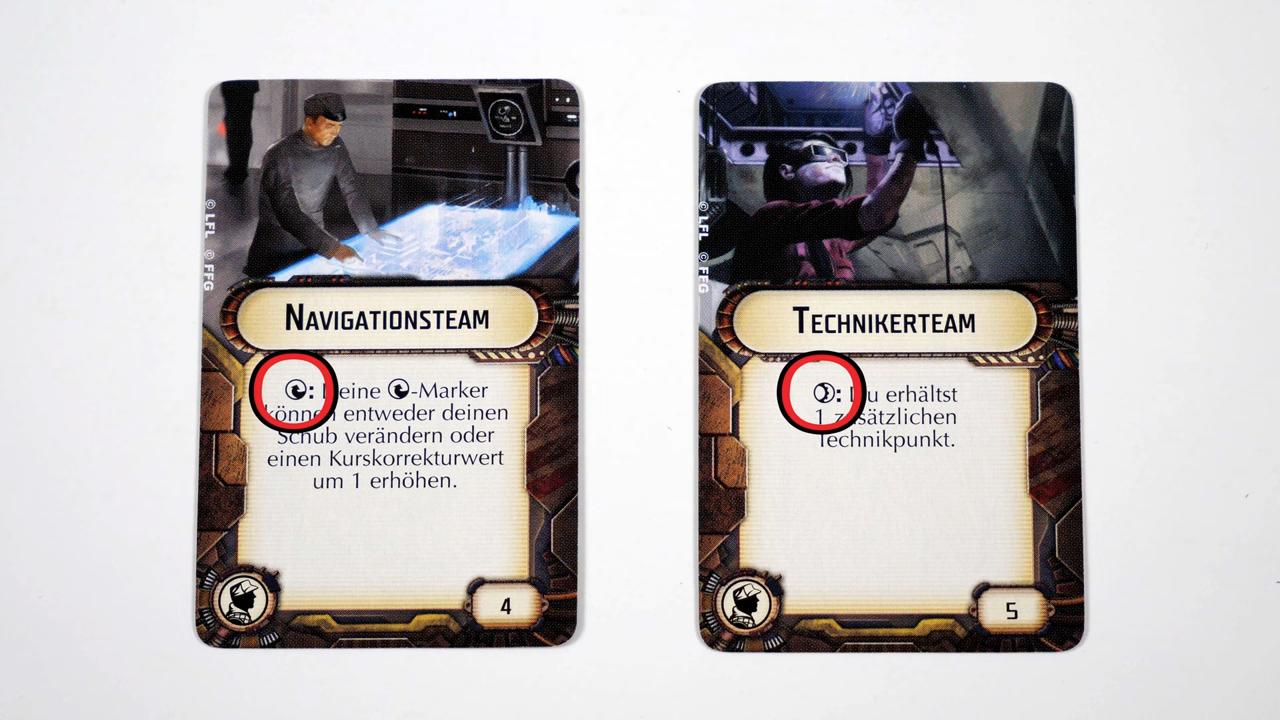 © LFL © FFG
NAVIGATIONSTEAM
: Deine -Marker
können entweder deinen
Schub verändern oder
einen Kurskorrekturwert
um 1 erhöhen.
4
© LFL © FFG
TECHNIKERTEAM
: Du erhältst
1 zusätzlichen
Technikpunkt.
5